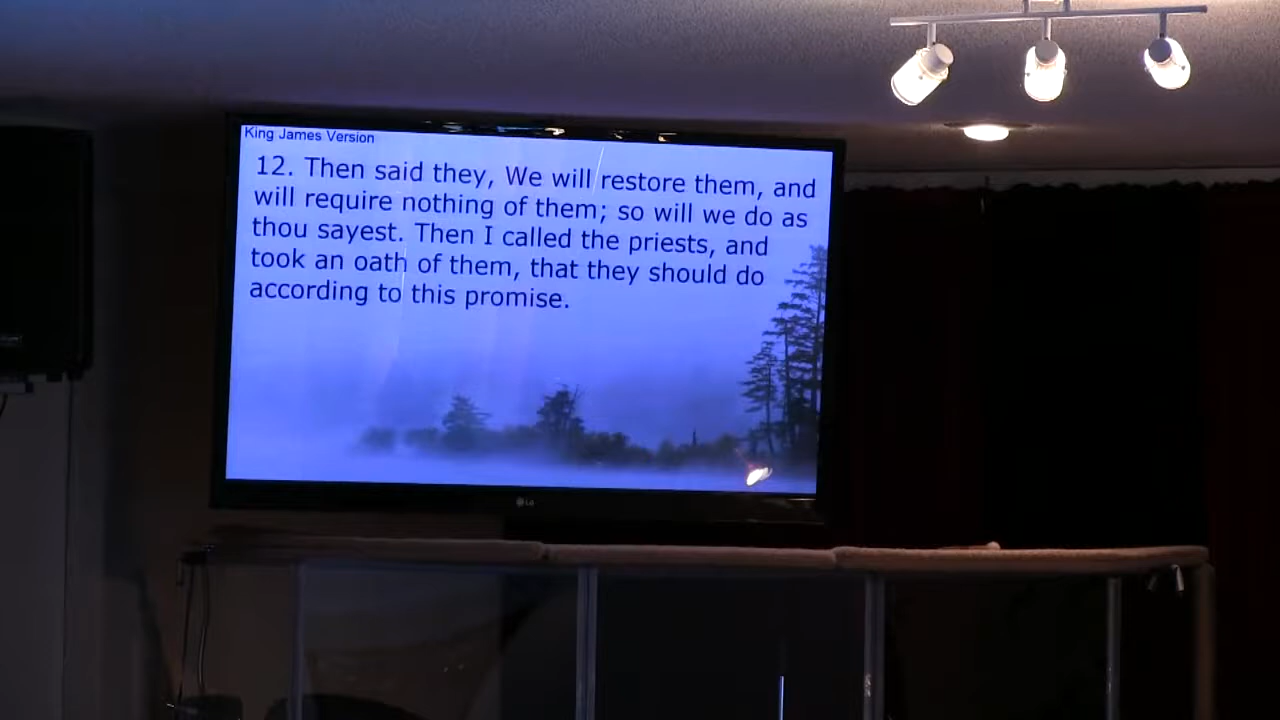 King James Version
12. Then said they, We will restore them, and
will require nothing of them; so will we do as
thou sayest. Then I called the priests, and
took an oath of them, that they should do
according to this promise.
LG